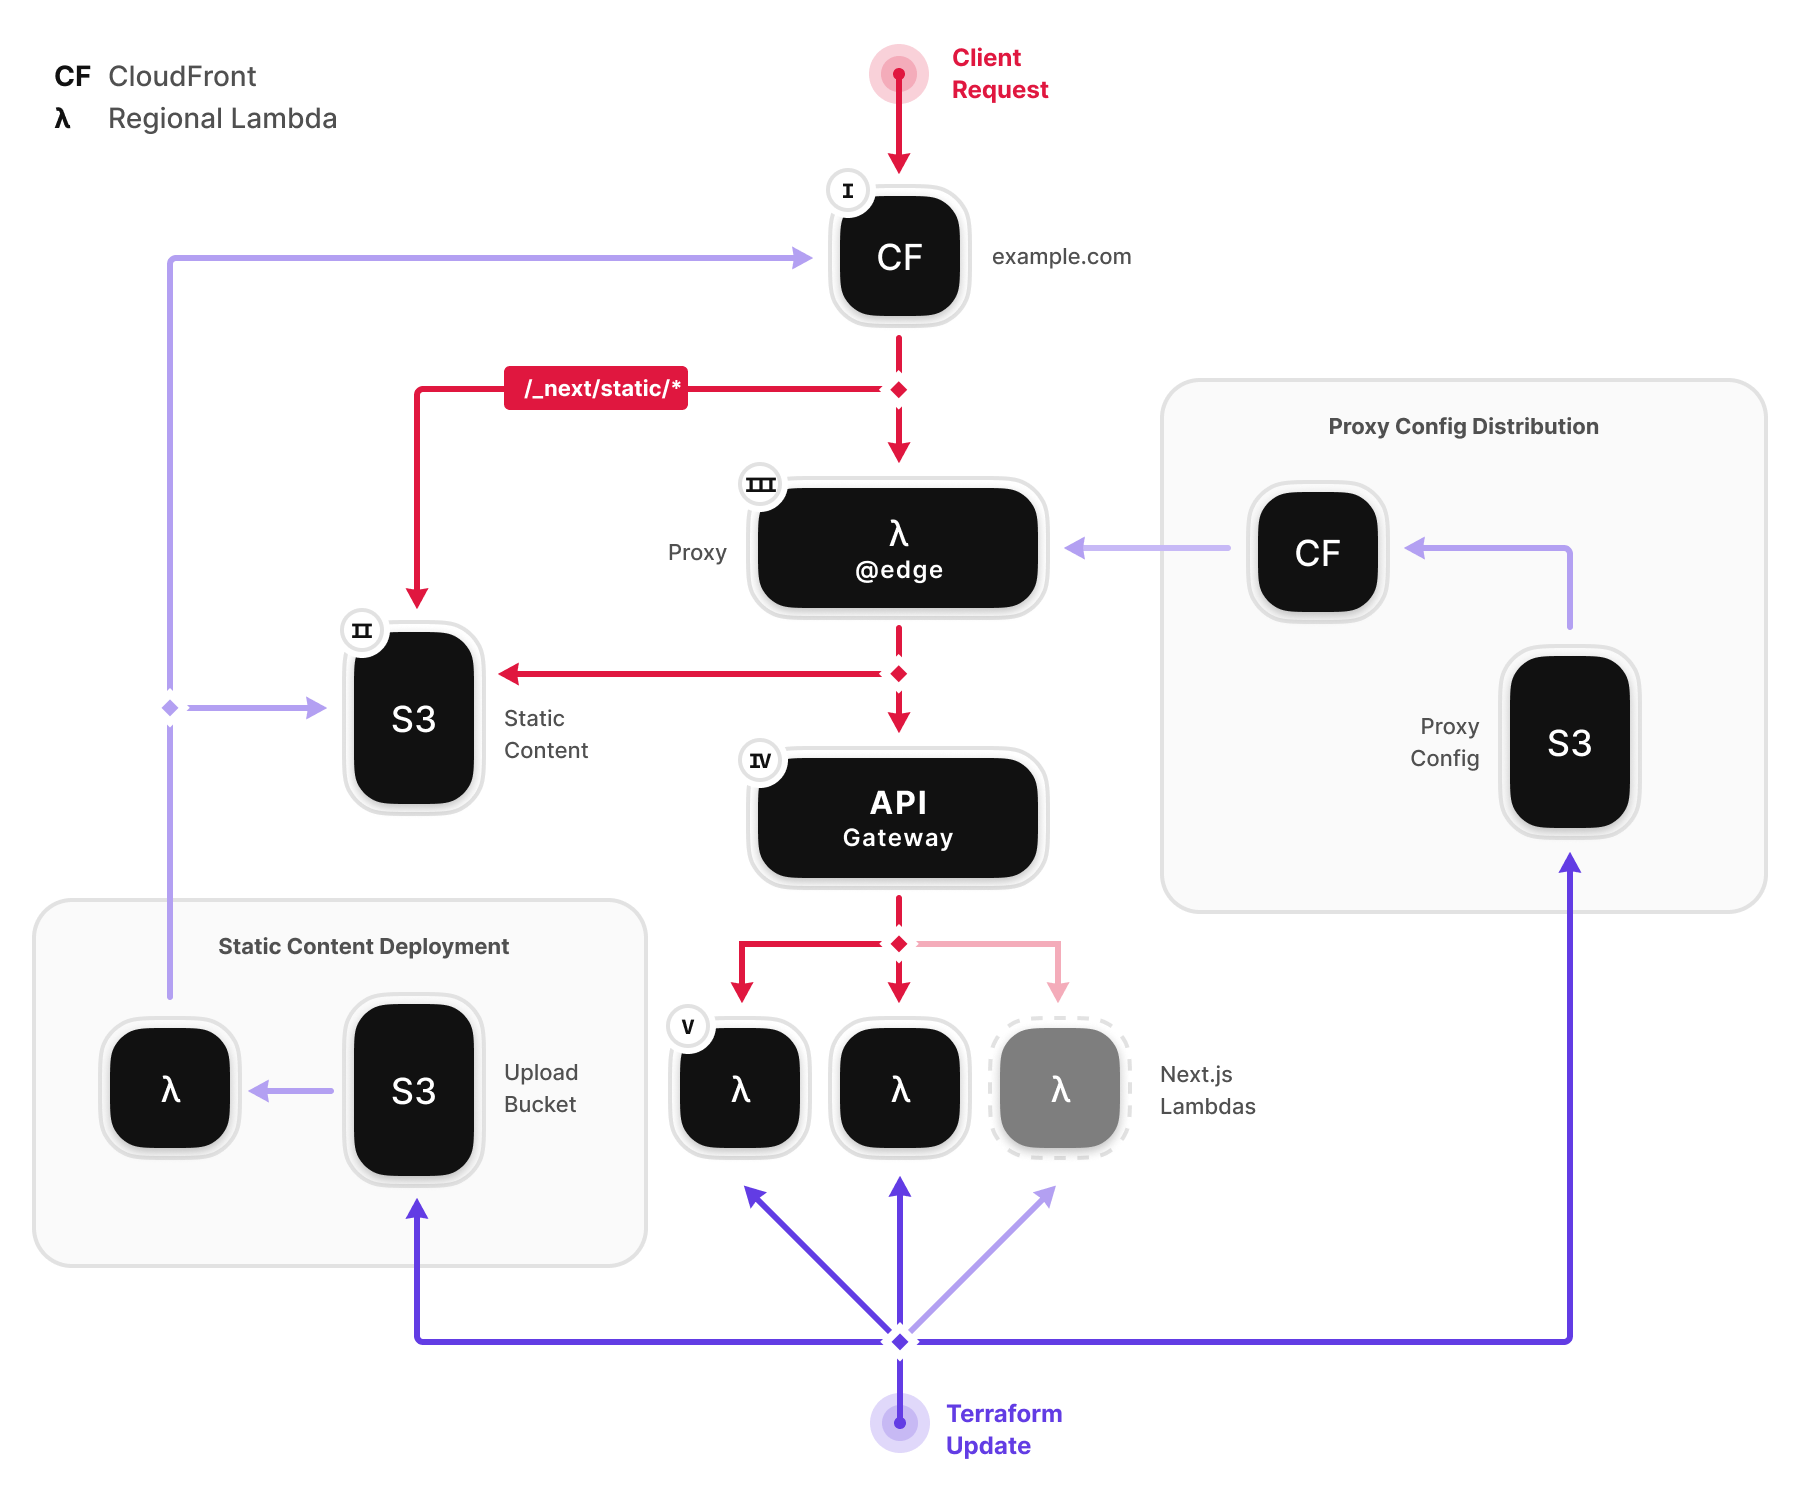 CF CloudFront
λ Regional Lambda
Client
Request
I
CF
example.com
/_next/static/*
Proxy Config Distribution
III
λ
@edge
Proxy
CF
II
S3
Static
Content
Proxy
Config
S3
IV
API
Gateway
Static Content Deployment
λ
S3
Upload
Bucket
V
λ
λ
λ
Next.js
Lambdas
Terraform
Update